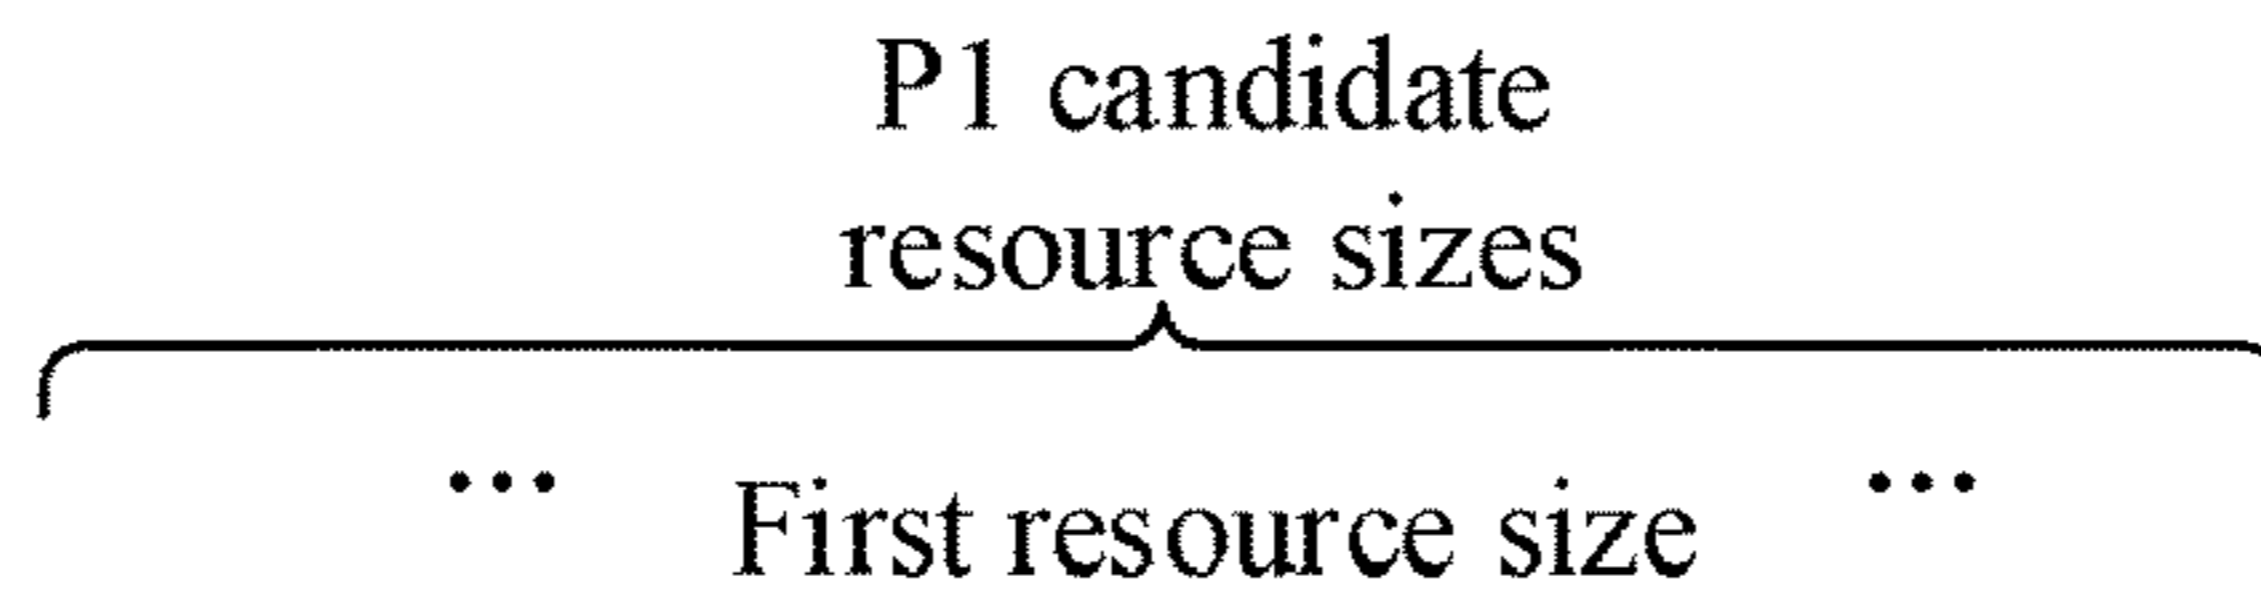 P1 candidate
resource sizes
... First resource size ...